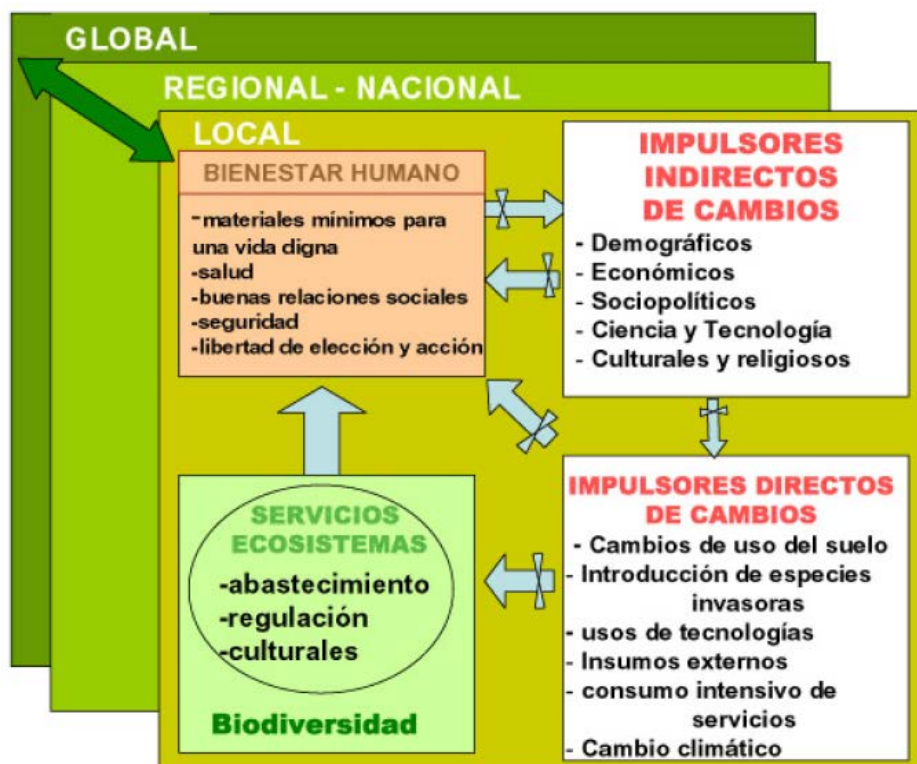 GLOBAL
REGIONAL - NACIONAL
LOCAL
BIENESTAR HUMANO
-materiales mínimos para
una vida digna
-salud
-buenas relaciones sociales
-seguridad
-libertad de elección y acción
IMPULSORES
INDIRECTOS
DE CAMBIOS
- Demográficos
- Económicos
- Sociopolíticos
- Ciencia y Tecnología
- Culturales y religiosos
SERVICIOS
ECOSISTEMAS
-abastecimiento
-regulación
-culturales
Biodiversidad
IMPULSORES DIRECTOS
DE CAMBIOS
- Cambios de uso del suelo
- Introducción de especies
invasoras
- usos de tecnologías
- Insumos externos
- consumo intensivo de
servicios
- Cambio climático